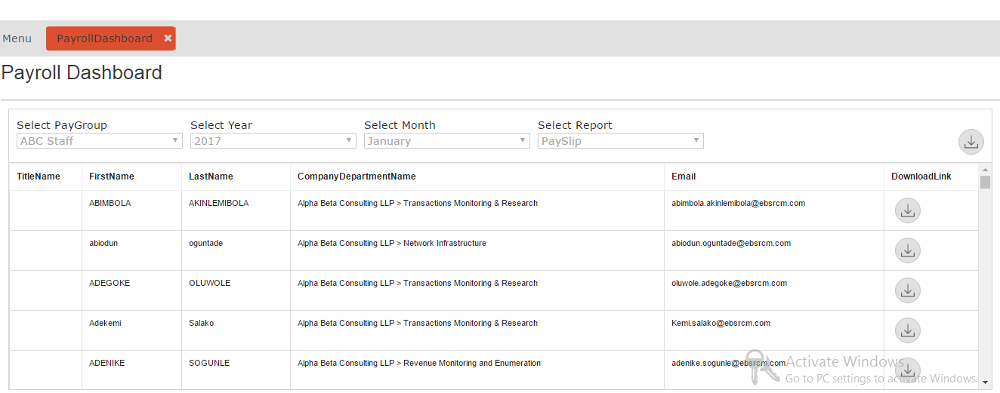 Menu PayrollDashboard ×
Payroll Dashboard
Select PayGroup Select Year Select Month Select Report
ABC Staff 2017 January PaySlip
TitleName FirstName LastName CompanyDepartmentName Email DownloadLink
ABIMBOLA AKINLEMIBOLA Alpha Beta Consulting LLP > Transactions Monitoring & Research abimbola.akinlemibola@ebsrcm.com
abiodun oguntade Alpha Beta Consulting LLP > Network Infrastructure abiodun.oguntade@ebsrcm.com
ADEGOKE OLUWOLE Alpha Beta Consulting LLP > Transactions Monitoring & Research oluwole.adegoke@ebsrcm.com
Adekemi Salako Alpha Beta Consulting LLP > Transactions Monitoring & Research Kemi.salako@ebsrcm.com
ADENIKE SOGUNLE Alpha Beta Consulting LLP > Revenue Monitoring and Enumeration adenike.sogunle@ebsrcm.com
Activate Windows
Go to PC settings to activate Windows.